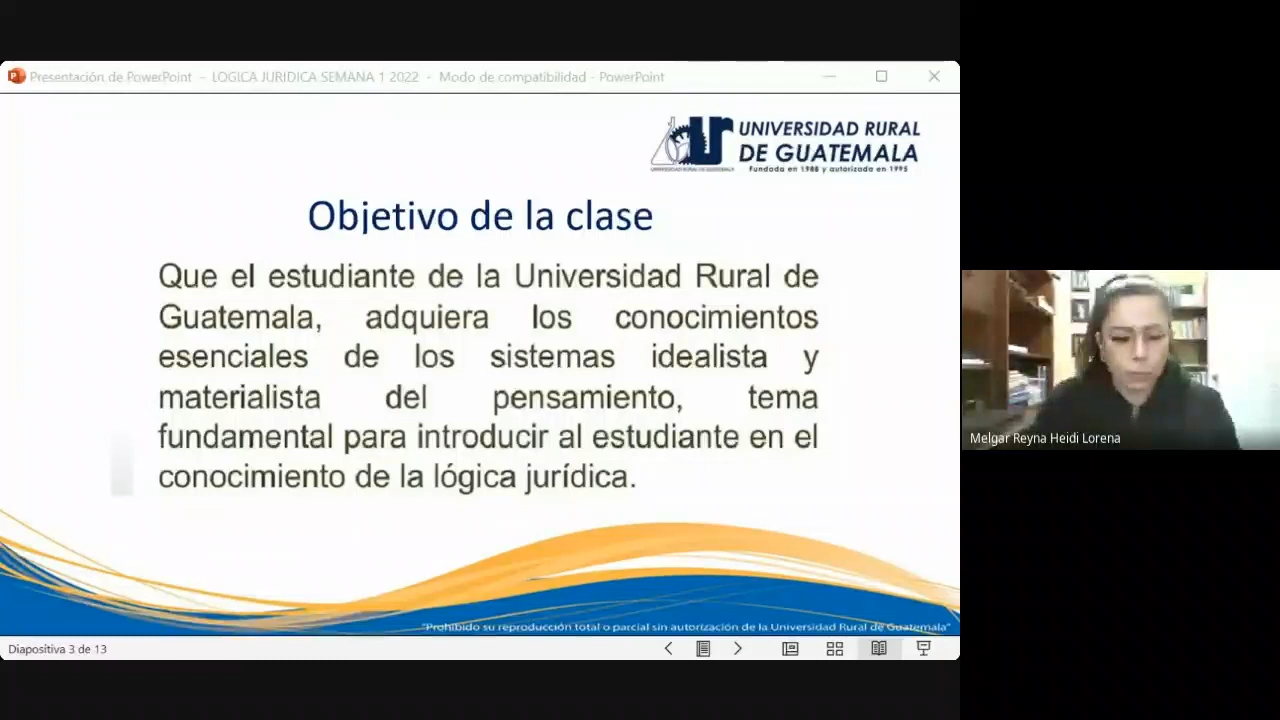 Presentación de PowerPoint - LOGICA JURIDICA SEMANA 1 2022 - Modo de compatibilidad - PowerPoint
UNIVERSIDAD RURAL
DE GUATEMALA
Fundada en 1988 y autorizada en 1995
UNIVERSIDAD RURAL DE GUATEMALA
Objetivo de la clase
Que el estudiante de la Universidad Rural de
Guatemala, adquiera los conocimientos
esenciales de los sistemas idealista y
materialista del pensamiento, tema
fundamental para introducir al estudiante en el
conocimiento de la lógica jurídica.
Melgar Reyna Heidi Lorena
"Prohibido su reproducción total o parcial sin autorización de la Universidad Rural de Guatemala"
Diapositiva 3 de 13